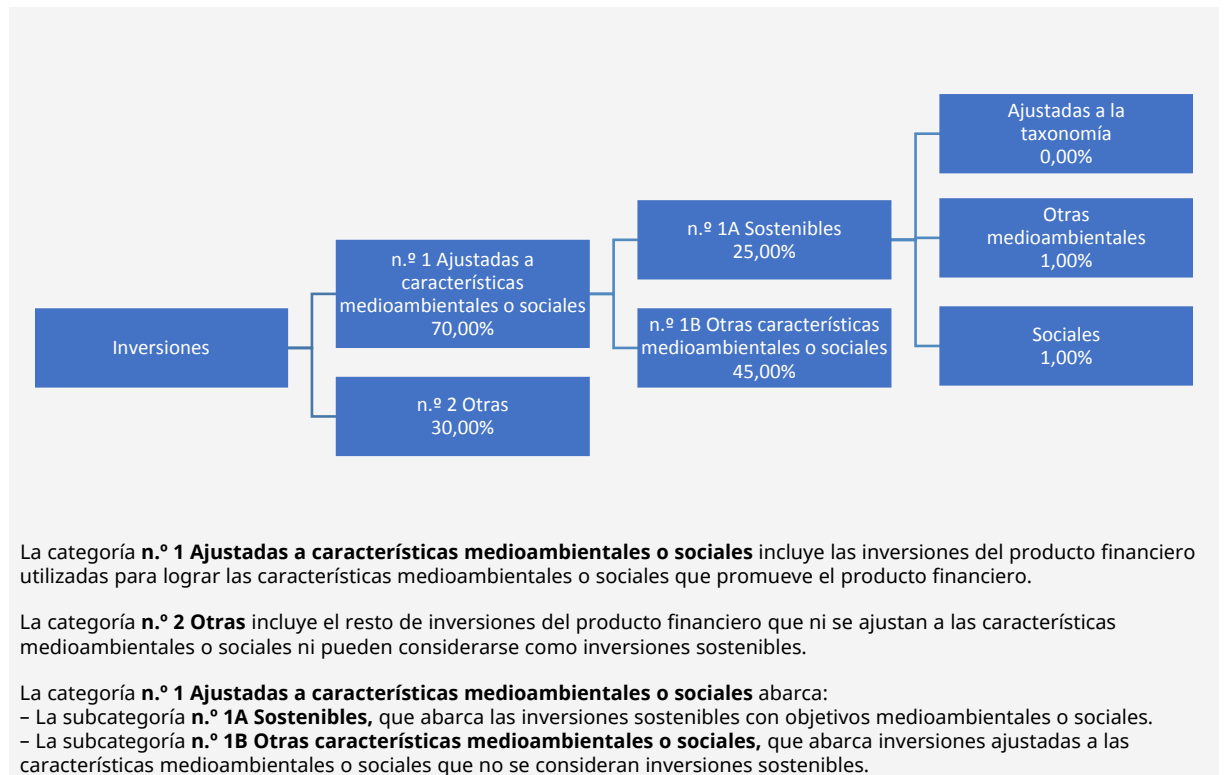 Inversiones
n.º 1 Ajustadas a
características
medioambientales o sociales
70,00%
n.º 2 Otras
30,00%
n.º 1A Sostenibles
25,00%
n.º 1B Otras características
medioambientales o sociales
45,00%
Ajustadas a la
taxonomía
0,00%
Otras
medioambientales
1,00%
Sociales
1,00%
La categoría n.º 1 Ajustadas a características medioambientales o sociales incluye las inversiones del producto financiero
utilizadas para lograr las características medioambientales o sociales que promueve el producto financiero.
La categoría n.º 2 Otras incluye el resto de inversiones del producto financiero que ni se ajustan a las características
medioambientales o sociales ni pueden considerarse como inversiones sostenibles.
La categoría n.º 1 Ajustadas a características medioambientales o sociales abarca:
– La subcategoría n.º 1A Sostenibles, que abarca las inversiones sostenibles con objetivos medioambientales o sociales.
– La subcategoría n.º 1B Otras características medioambientales o sociales, que abarca inversiones ajustadas a las
características medioambientales o sociales que no se consideran inversiones sostenibles.